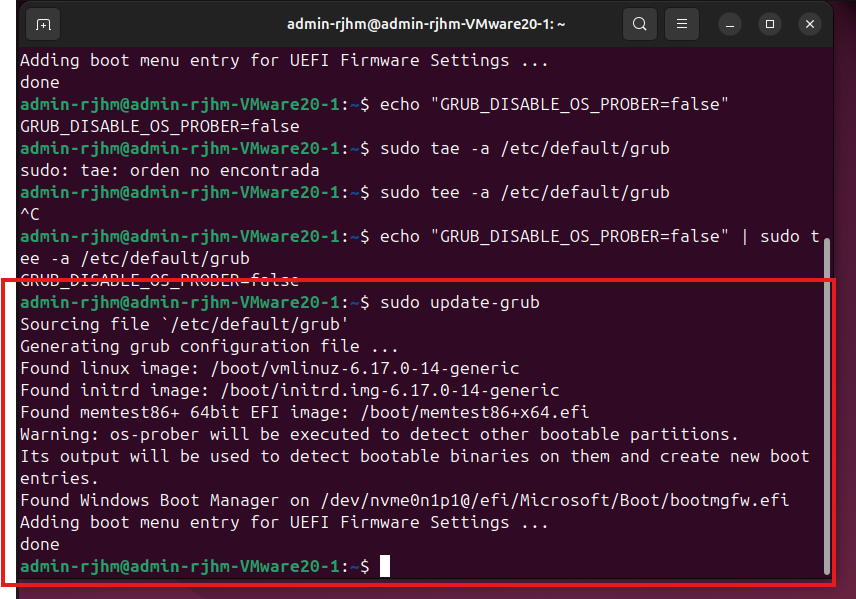 admin-rjhm@admin-rjhm-VMware20-1: ~
Adding boot menu entry for UEFI Firmware Settings ...
done
admin-rjhm@admin-rjhm-VMware20-1:~$ echo "GRUB_DISABLE_OS_PROBER=false"
GRUB_DISABLE_OS_PROBER=false
admin-rjhm@admin-rjhm-VMware20-1:~$ sudo tae -a /etc/default/grub
sudo: tae: orden no encontrada
admin-rjhm@admin-rjhm-VMware20-1:~$ sudo tee -a /etc/default/grub
^C
admin-rjhm@admin-rjhm-VMware20-1:~$ echo "GRUB_DISABLE_OS_PROBER=false" | sudo t
ee -a /etc/default/grub
GRUB_DISABLE_OS_PROBER=false
admin-rjhm@admin-rjhm-VMware20-1:~$ sudo update-grub
Sourcing file `/etc/default/grub'
Generating grub configuration file ...
Found linux image: /boot/vmlinuz-6.17.0-14-generic
Found initrd image: /boot/initrd.img-6.17.0-14-generic
Found memtest86+ 64bit EFI image: /boot/memtest86+x64.efi
Warning: os-prober will be executed to detect other bootable partitions.
Its output will be used to detect bootable binaries on them and create new boot
entries.
Found Windows Boot Manager on /dev/nvme0n1p1@/efi/Microsoft/Boot/bootmgfw.efi
Adding boot menu entry for UEFI Firmware Settings ...
done
admin-rjhm@admin-rjhm-VMware20-1:~$